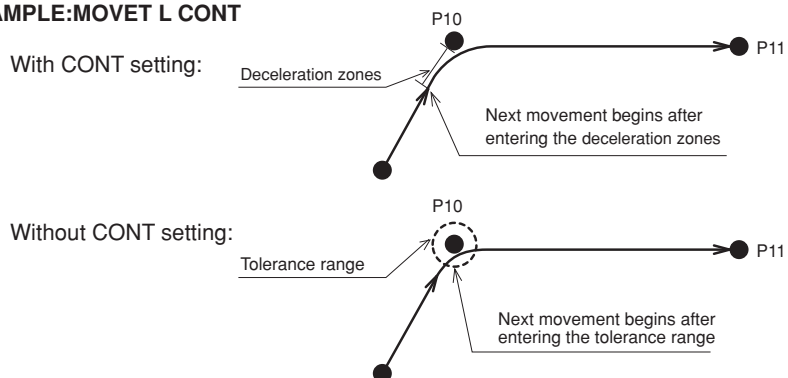 AMPLE:MOVET L CONT
P10
P11
With CONT setting:
Deceleration zones
Next movement begins after
entering the deceleration zones
P10
Without CONT setting:
P11
Tolerance range
Next movement begins after
entering the tolerance range